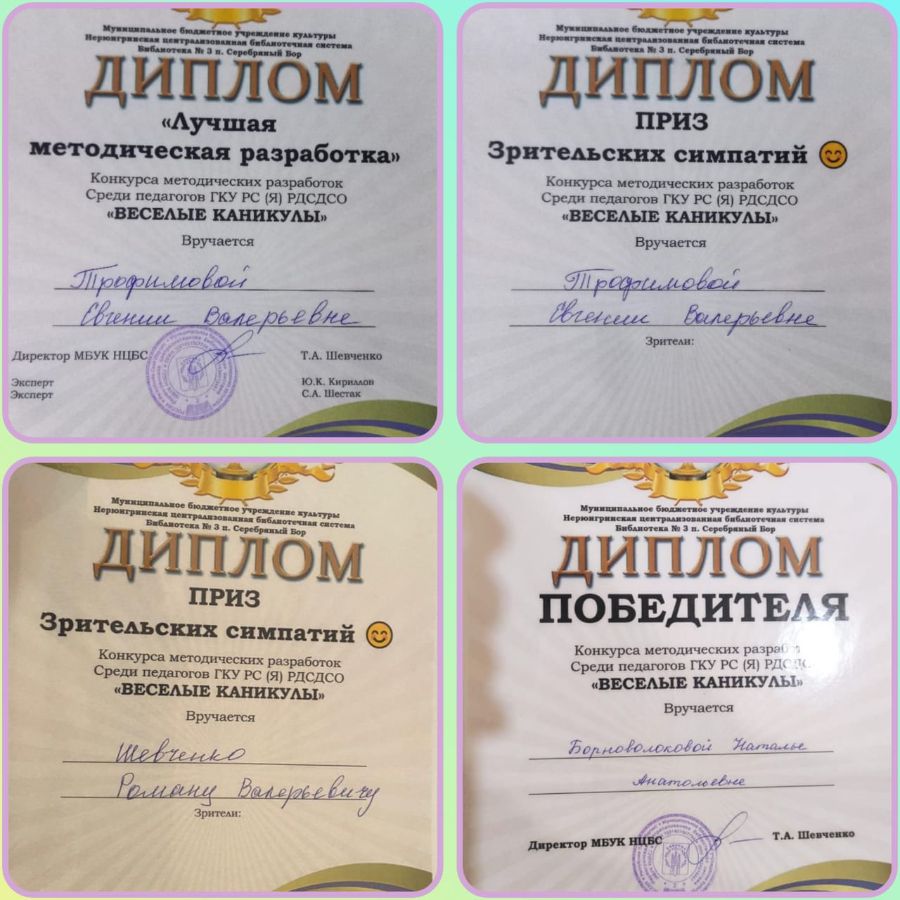 Муниципальное бюджетное учреждение культуры
Нерюнгринская централизованная библиотечная система
Библиотека № 3 п. Серебряный Бор
ДИПЛОМ
«Лучшая
методическая разработка»
Конкурса методических разработок
Среди педагогов ГКУ РС (Я) РДСДСО
«ВЕСЕЛЫЕ КАНИКУЛЫ»
Вручается
Трофимовой
Евгении Валерьевне
Директор МБУК НЦБС Т.А. Шевченко
Эксперт Ю.К. Кириллов
Эксперт С.А. Шестак
Муниципальное бюджетное учреждение культуры
Нерюнгринская централизованная библиотечная система
Библиотека № 3 п. Серебряный Бор
ДИПЛОМ
ПРИЗ
Зрительских симпатий
Конкурса методических разработок
Среди педагогов ГКУ РС (Я) РДСДСО
«ВЕСЕЛЫЕ КАНИКУЛЫ»
Вручается
Трофимовой
Евгении Валерьевне
Зрители:
Муниципальное бюджетное учреждение культуры
Нерюнгринская централизованная библиотечная система
Библиотека № 3 п. Серебряный Бор
ДИПЛОМ
ПРИЗ
Зрительских симпатий
Конкурса методических разработок
Среди педагогов ГКУ РС (Я) РДСДСО
«ВЕСЕЛЫЕ КАНИКУЛЫ»
Вручается
Шевченко
Роману Валерьевичу
Зрители:
Муниципальное бюджетное учреждение культуры
Нерюнгринская централизованная библиотечная система
Библиотека № 3 п. Серебряный Бор
ДИПЛОМ
ПОБЕДИТЕЛЯ
Конкурса методических
Среди педагогов ГКУ РС (Я) РДСДСО
«ВЕСЕЛЫЕ КАНИКУЛЫ»
Вручается
Борноволоковой Наталье
Анатольевне
Директор МБУК НЦБС Т.А. Шевченко